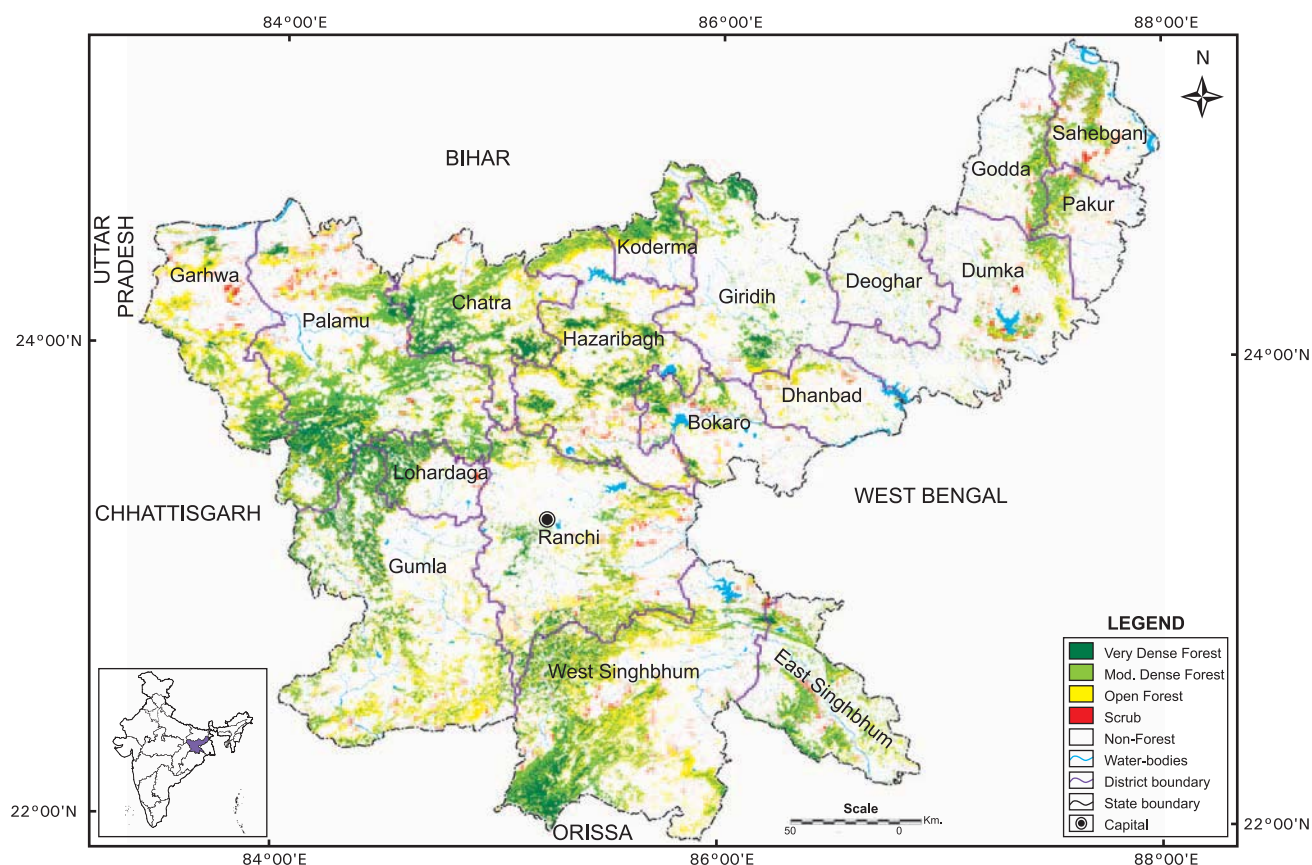 84°00'E
86°00'E
88°00'E
N
BIHAR
Sahebganj
Godda
Pakur
UTTAR
PRADESH
Koderma
Garhwa
Deoghar
Dumka
Chatra
Giridih
Palamu
24°00'N
Hazaribagh
24°00'N
Dhanbad
Bokaro
Lohardaga
WEST BENGAL
CHHATTISGARH
Ranchi
Gumla
LEGEND
Very Dense Forest
Mod. Dense Forest
Open Forest
Scrub
Non-Forest
Water-bodies
District boundary
State boundary
Capital
West Singhbhum
East Singhbhum
Scale
50 0 Km.
22°00'N
ORISSA
22°00'N
84°00'E
86°00'E
88°00'E